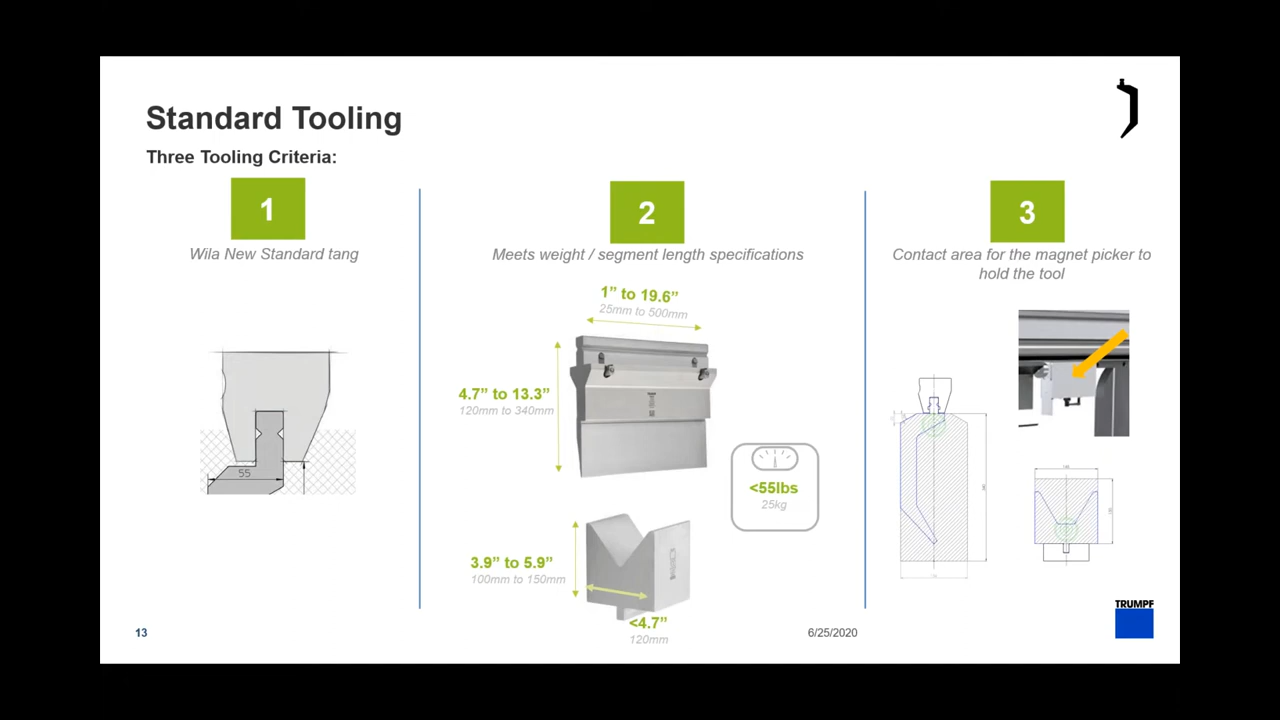 Standard Tooling
Three Tooling Criteria:
1
Wila New Standard tang
55
2
Meets weight / segment length specifications
1” to 19.6”
25mm to 500mm
4.7” to 13.3”
120mm to 340mm
<55lbs
25kg
3.9” to 5.9”
100mm to 150mm
<4.7”
120mm
3
Contact area for the magnet picker to
hold the tool
13
6/25/2020
TRUMPF